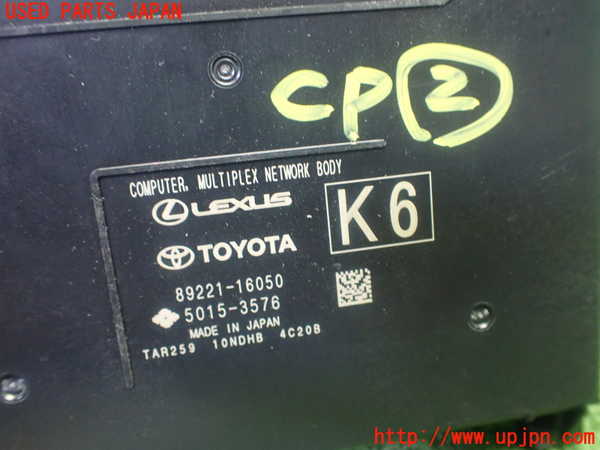 USED PARTS JAPAN
CP②
COMPUTER, MULTIPLEX NETWORK BODY
LEXUS
K6
TOYOTA
89221-16050
5015-3576
MADE IN JAPAN
TAR259 10NDHB 4C20B
http://www.upjpn.com/